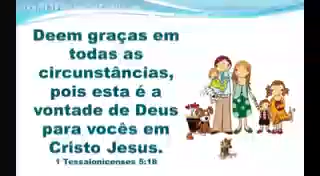 Deem graças em
todas as
circunstâncias,
pois esta é a
vontade de Deus
para vocês em
Cristo Jesus.
1 Tessalonicenses 5:18